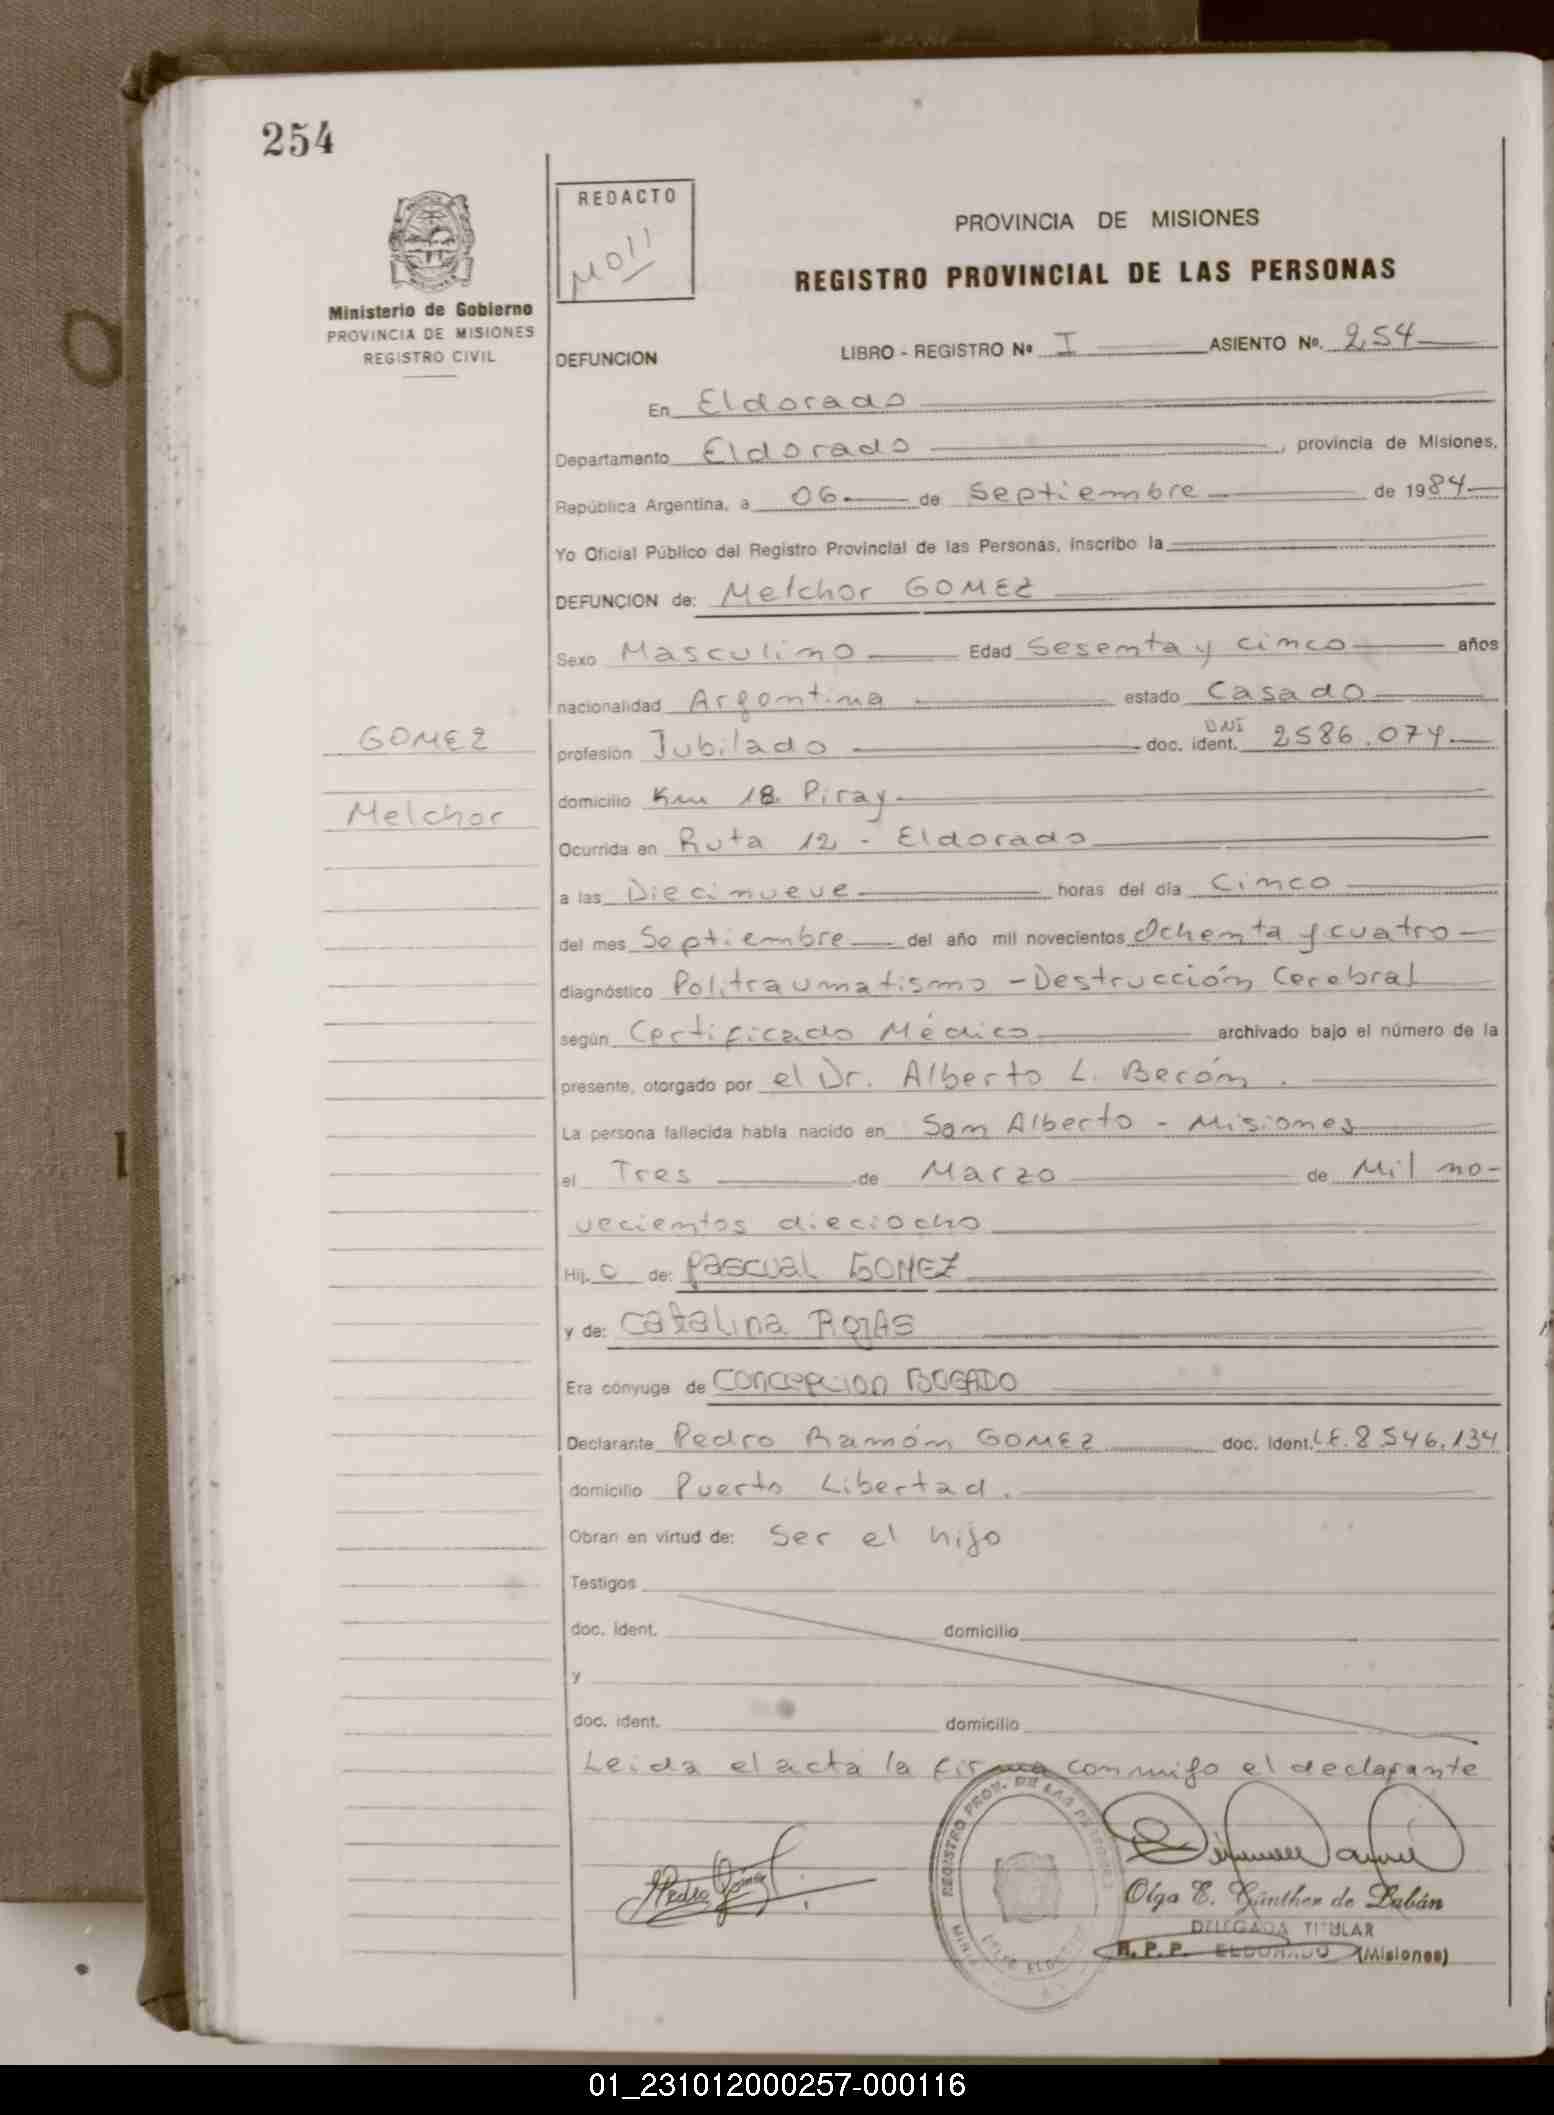 254
REDACTO
PROVINCIA DE MISIONES
REGISTRO PROVINCIAL DE LAS PERSONAS
Ministerio de Gobierno
PROVINCIA DE MISIONES
REGISTRO CIVIL
DEFUNCION LIBRO - REGISTRO Nº I ASIENTO Nº. 254
En Eldorado
Departamento Eldorado, provincia de Misiones,
República Argentina, a 06 de Septiembre de 1984
Yo Oficial Público del Registro Provincial de las Personas, inscribo la
DEFUNCION de: Melchor GOMEZ
Sexo Masculino Edad Sesenta y cinco años
nacionalidad Argentina estado Casado
GOMEZ
Melchor
profesión Jubilado doc. ident. DNI 2586.074
domicilio Km 18 Piray
Ocurrida en Ruta 12 - Eldorado
a las Diecinueve horas del día Cinco
del mes Septiembre del año mil novecientos Ochenta y cuatro
diagnóstico Politraumatismo - Destrucción Cerebral
según Certificado Médico archivado bajo el número de la
presente, otorgado por el Dr. Alberto L. Berón.
La persona fallecida había nacido en San Alberto - Misiones
el Tres de Marzo de Mil no-
vecientos dieciocho
Hij o de: Pascual GOMEZ
y de: Catalina ROJAS
Era cónyuge de Concepcion BOGADO
Declarante Pedro Ramón GOMEZ doc. ident. L.E. 8546.134
domicilio Puerto Libertad.
Obran en virtud de: Ser el hijo
Testigos
doc. ident. domicilio
y
doc. ident. domicilio
Leida el acta la firma conmigo el declarante
REGISTRO PROV. DE LAS PERSONAS
Pedro Gómez
Olga E. Günther de Labán
DELEGADA TITULAR
R. P. P. ELDORADO (Misiones)
01_231012000257-000116